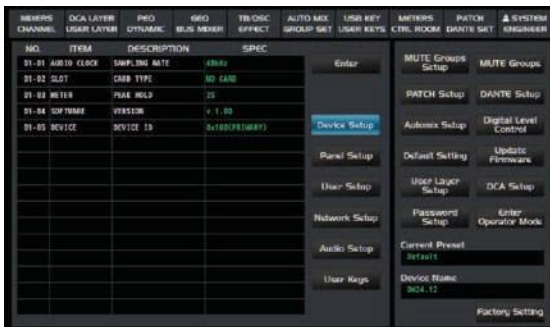 MIXERS CHANNEL
DCA LAYER USER LAYER
PEQ DYNAMIC
GEQ BUS MIXER
TB/OSC EFFECT
AUTO MIX GROUP SET
USB KEY USER KEYS
METERS CTRL ROOM
PATCH DANTE SET
SYSTEM ENGINEER
NO. ITEM DESCRIPTION SPEC
01-01 AUDIO CLOCK SAMPLING RATE 48kHz
01-02 SLOT CARD TYPE NO CARD
01-03 METER PEAK HOLD 2S
01-04 SOFTWARE VERSION v 1.00
01-05 DEVICE DEVICE ID 0x100(PRIMARY)
Enter
Device Setup
Panel Setup
User Setup
Network Setup
Audio Setup
User Keys
MUTE Groups Setup
MUTE Groups
PATCH Setup
DANTE Setup
Automix Setup
Digital Level Control
Default Setting
Update Firmware
User Layer Setup
DCA Setup
Password Setup
Enter Operator Mode
Current Preset
Default
Device Name
DM24.12
Factory Setting